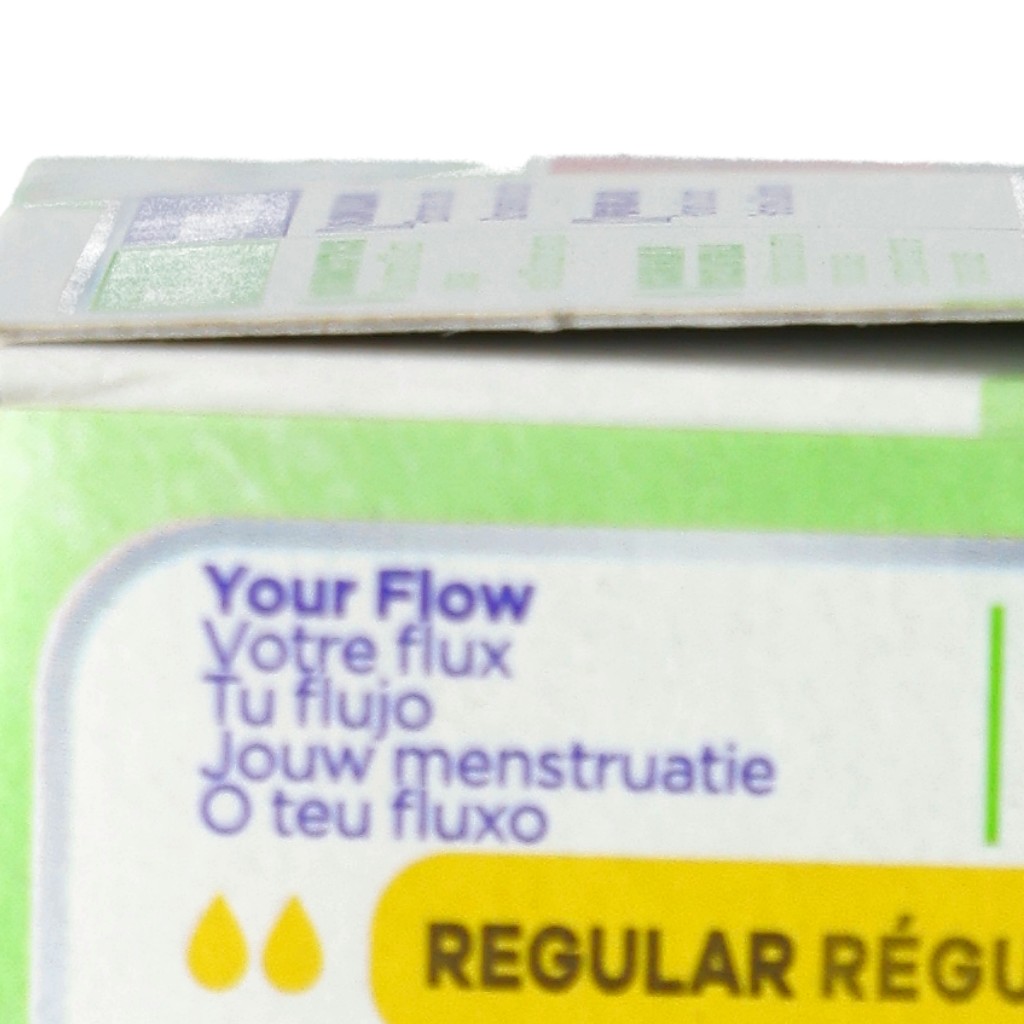 Your Flow
Votre flux
Tu flujo
Jouw menstruatie
O teu fluxo
REGULAR RÉGU